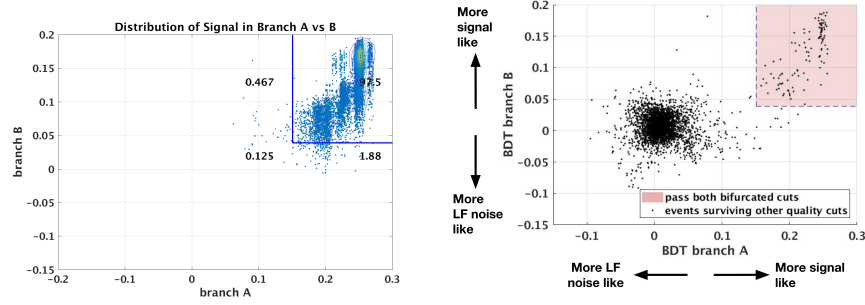 Distribution of Signal in Branch A vs B
0.2
0.15
0.1
0.05
0
-0.05
-0.1
-0.15
branch B
0.467
97.5
0.125
1.88
-0.2
-0.1
0
0.1
0.2
0.3
branch A
More
signal
like
More
LF noise
like
0.2
0.15
0.1
0.05
0
-0.05
-0.1
-0.15
BDT branch B
pass both bifurcated cuts
events surviving other quality cuts
-0.1
0
0.1
0.2
0.3
BDT branch A
More LF
noise like
More signal
like